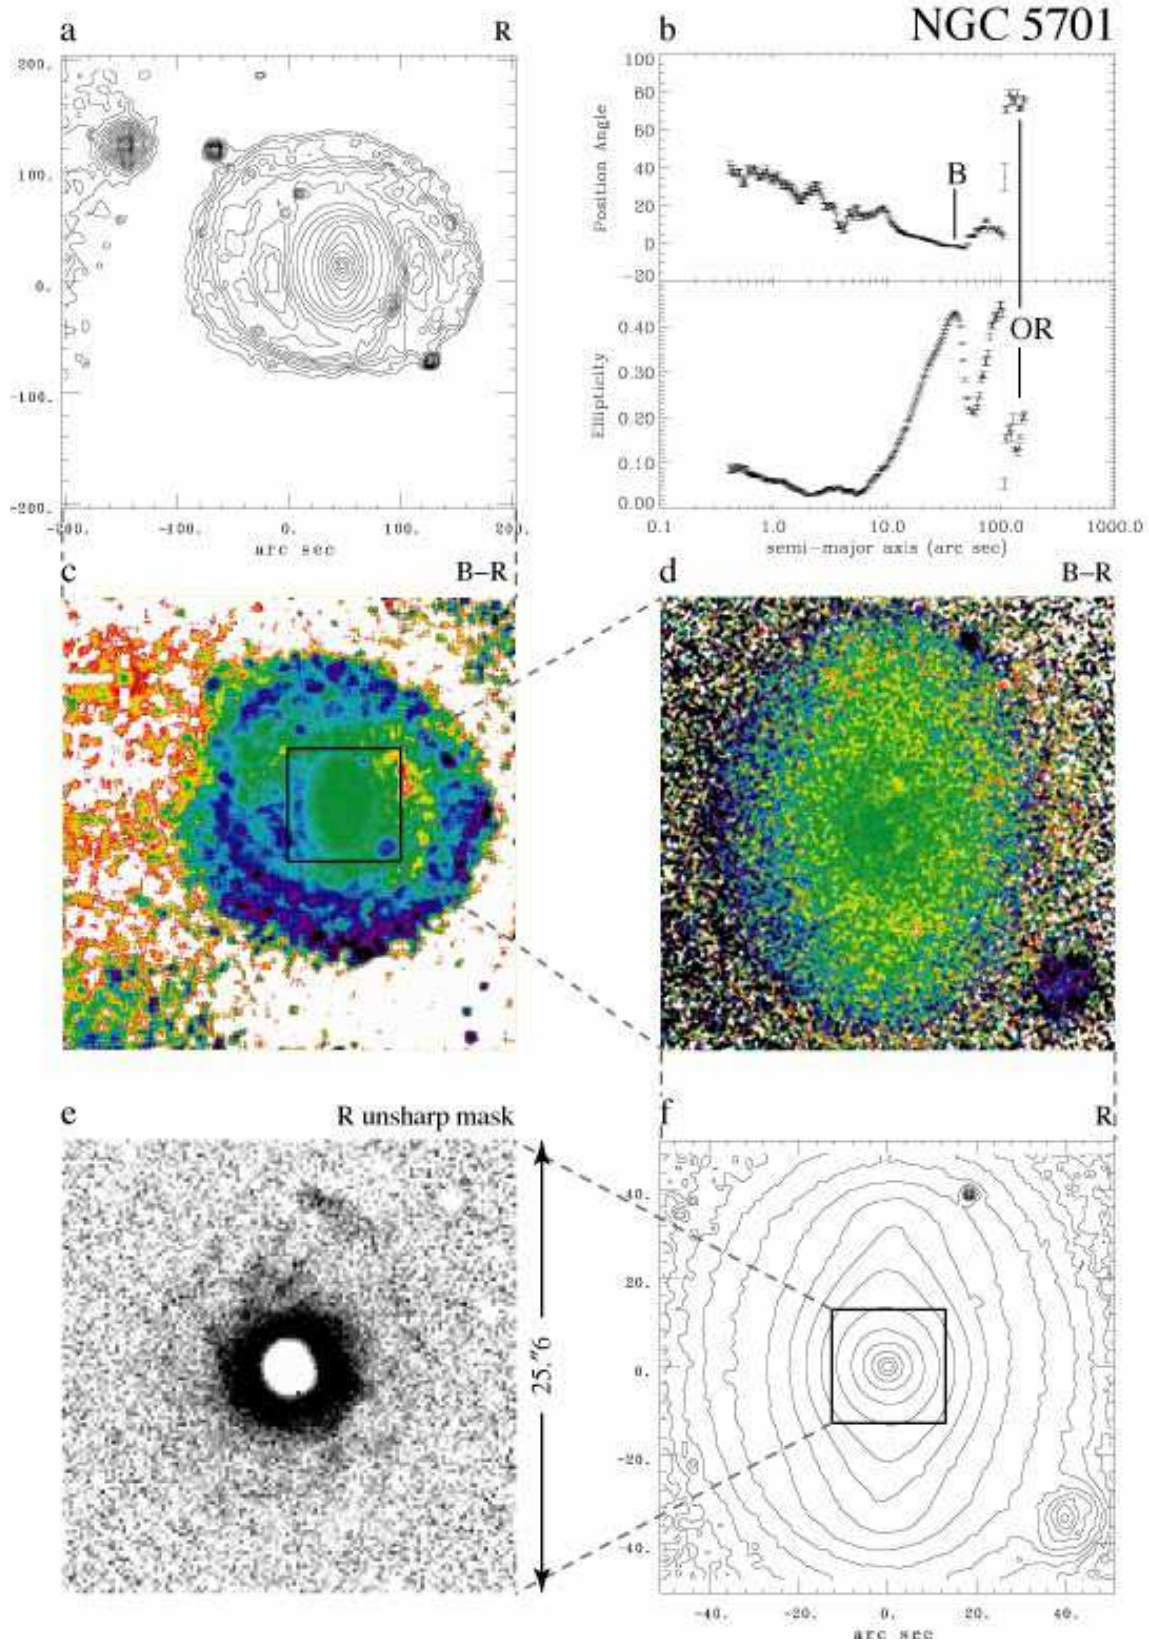 a
R
b
NGC 5701
200.
100.
0.
-100.
-200.
-200. -100. 0. 100. 200.
arc sec
100
80
60
40
20
0
-20
Position Angle
B
OR
0.40
0.30
0.20
0.10
0.00
Ellipticity
0.1 1.0 10.0 100.0 1000.0
semi-major axis (arc sec)
c
B-R
d
B-R
e
R unsharp mask
25."6
f
R
40.
20.
0.
-20.
-40.
-40. -20. 0. 20. 40.
arc sec